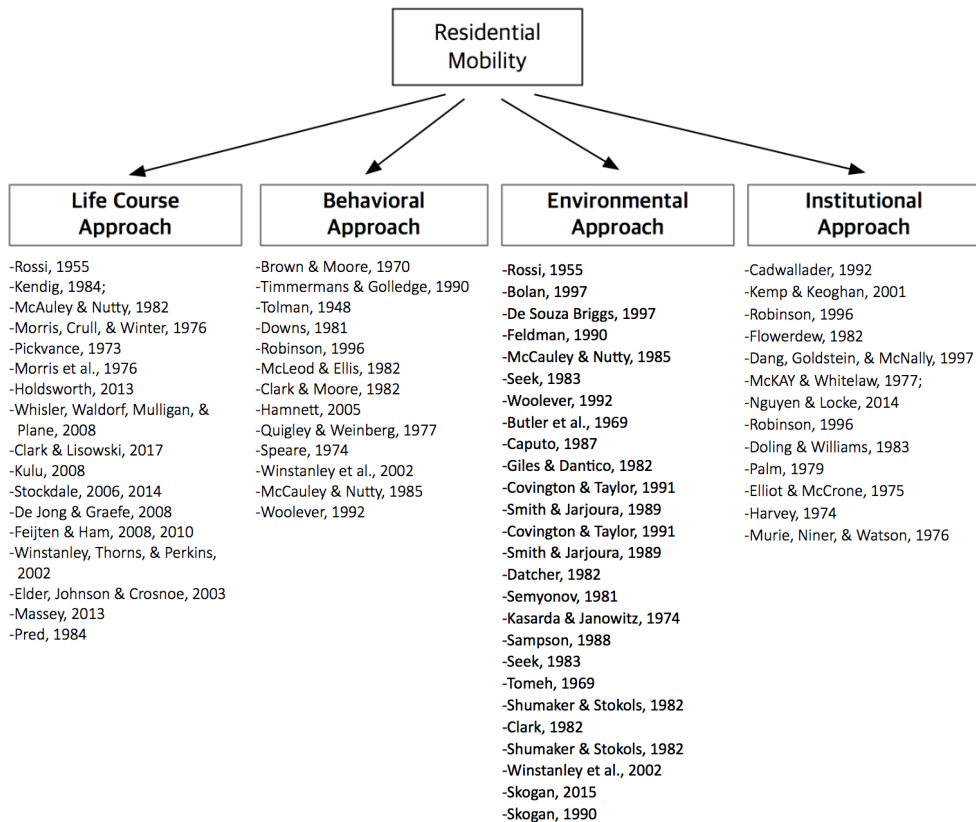 Residential
Mobility
Life Course
Approach
-Rossi, 1955
-Kendig, 1984;
-McAuley & Nutty, 1982
-Morris, Crull, & Winter, 1976
-Pickvance, 1973
-Morris et al., 1976
-Holdsworth, 2013
-Whisler, Waldorf, Mulligan, &
Plane, 2008
-Clark & Lisowski, 2017
-Kulu, 2008
-Stockdale, 2006, 2014
-De Jong & Graefe, 2008
-Feijten & Ham, 2008, 2010
-Winstanley, Thorns, & Perkins,
2002
-Elder, Johnson & Crosnoe, 2003
-Massey, 2013
-Pred, 1984
Behavioral
Approach
-Brown & Moore, 1970
-Timmermans & Golledge, 1990
-Tolman, 1948
-Downs, 1981
-Robinson, 1996
-McLeod & Ellis, 1982
-Clark & Moore, 1982
-Hamnett, 2005
-Quigley & Weinberg, 1977
-Speare, 1974
-Winstanley et al., 2002
-McCauley & Nutty, 1985
-Woolever, 1992
Environmental
Approach
-Rossi, 1955
-Bolan, 1997
-De Souza Briggs, 1997
-Feldman, 1990
-McCauley & Nutty, 1985
-Seek, 1983
-Woolever, 1992
-Butler et al., 1969
-Caputo, 1987
-Giles & Dantico, 1982
-Covington & Taylor, 1991
-Smith & Jarjoura, 1989
-Covington & Taylor, 1991
-Smith & Jarjoura, 1989
-Datcher, 1982
-Semyonov, 1981
-Kasarda & Janowitz, 1974
-Sampson, 1988
-Seek, 1983
-Tomeh, 1969
-Shumaker & Stokols, 1982
-Clark, 1982
-Shumaker & Stokols, 1982
-Winstanley et al., 2002
-Skogan, 2015
-Skogan, 1990
Institutional
Approach
-Cadwallader, 1992
-Kemp & Keoghan, 2001
-Robinson, 1996
-Flowerdew, 1982
-Dang, Goldstein, & McNally, 1997
-McKAY & Whitelaw, 1977;
-Nguyen & Locke, 2014
-Robinson, 1996
-Doling & Williams, 1983
-Palm, 1979
-Elliot & McCrone, 1975
-Harvey, 1974
-Murie, Niner, & Watson, 1976